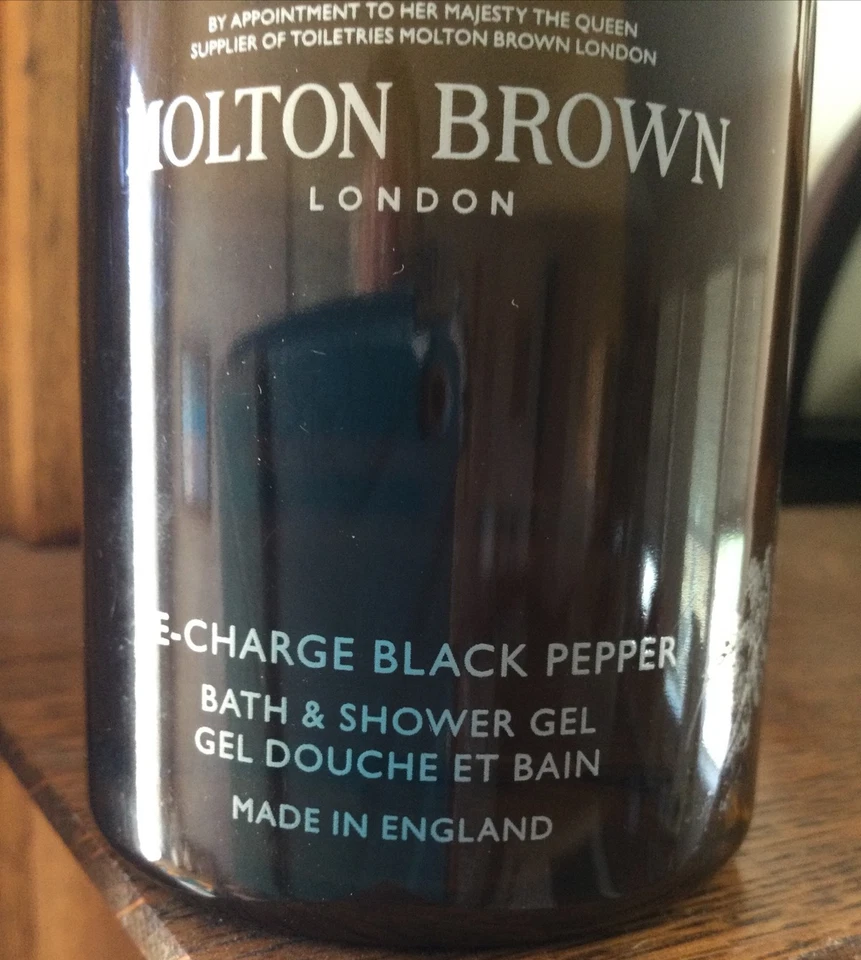 BY APPOINTMENT TO HER MAJESTY THE QUEEN
SUPPLIER OF TOILETRIES MOLTON BROWN LONDON
MOLTON BROWN
LONDON
E-CHARGE BLACK PEPPER
BATH & SHOWER GEL
GEL DOUCHE ET BAIN
MADE IN ENGLAND